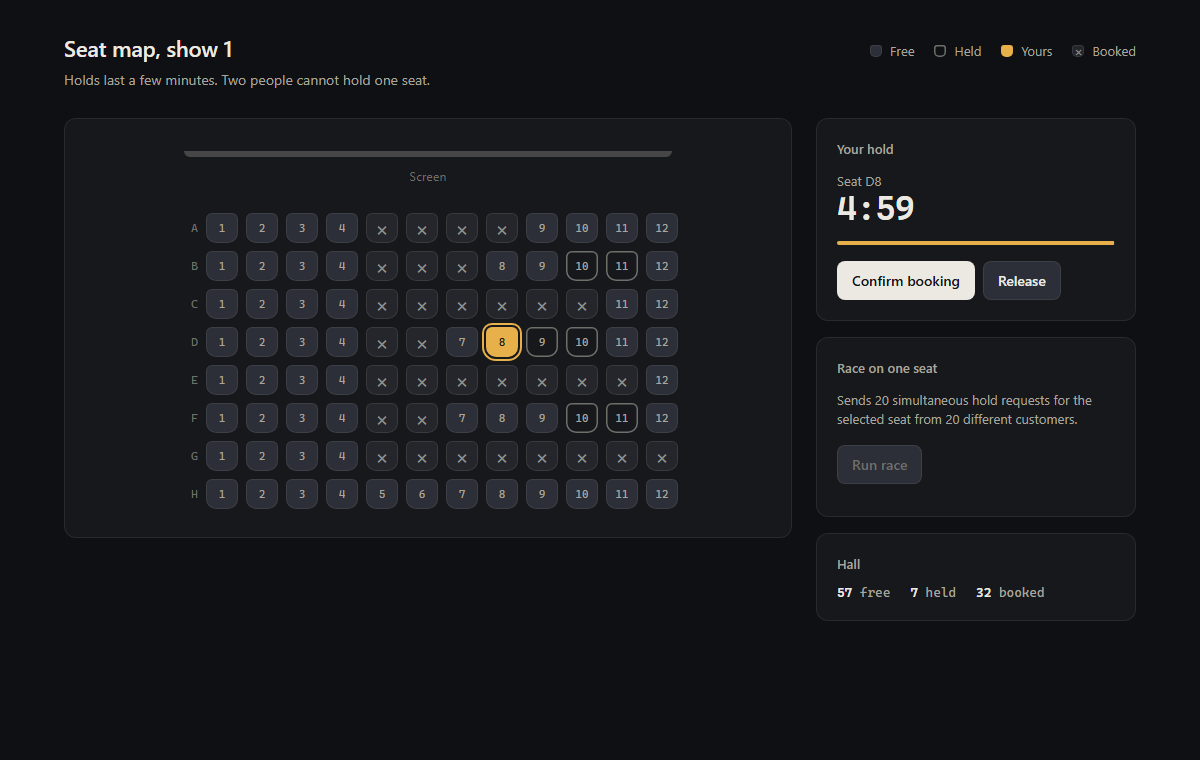 Seat map, show 1
Free Held Yours × Booked
Holds last a few minutes. Two people cannot hold one seat.
Screen
A 1 2 3 4 × × × × 9 10 11 12
B 1 2 3 4 × × × 8 9 10 11 12
C 1 2 3 4 × × × × × × 11 12
D 1 2 3 4 × × 7 8 9 10 11 12
E 1 2 3 4 × × × × × × × 12
F 1 2 3 4 × × 7 8 9 10 11 12
G 1 2 3 4 × × × × × × × ×
H 1 2 3 4 5 6 7 8 9 10 11 12
Your hold
Seat D8
4:59
Confirm booking Release
Race on one seat
Sends 20 simultaneous hold requests for the
selected seat from 20 different customers.
Run race
Hall
57 free 7 held 32 booked